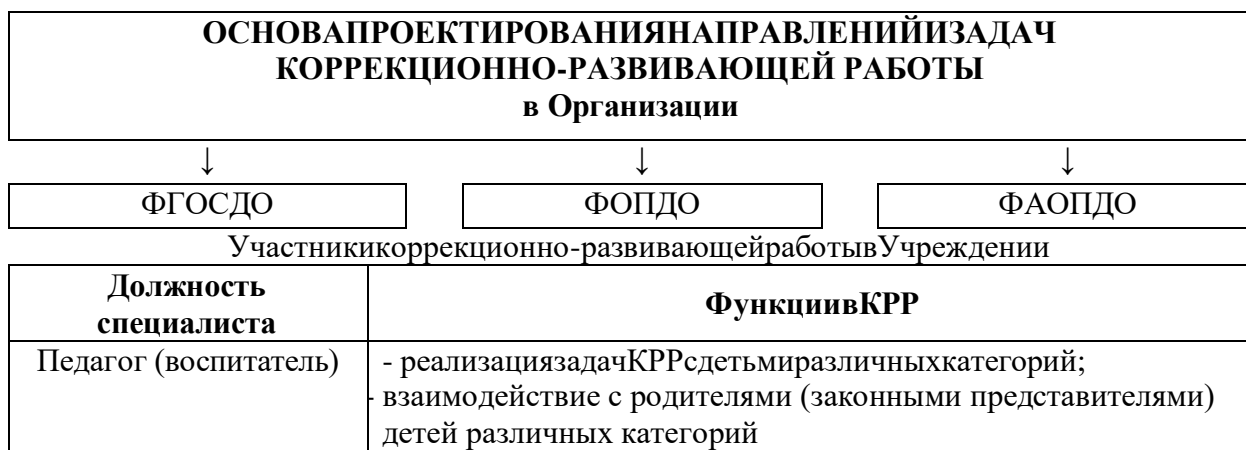 ОСНОВАПРОЕКТИРОВАНИЯНАПРАВЛЕНИЙИЗАДАЧ
КОРРЕКЦИОННО-РАЗВИВАЮЩЕЙ РАБОТЫ
в Организации
↓ ↓ ↓
ФГОСДО ФОПДО ФАОПДО
Участникикоррекционно-развивающейработывУчреждении
Должность
специалиста
ФункциивКРР
Педагог (воспитатель)
- реализациязадачКРРсдетьмиразличныхкатегорий;
- взаимодействие с родителями (законными представителями)
детей различных категорий